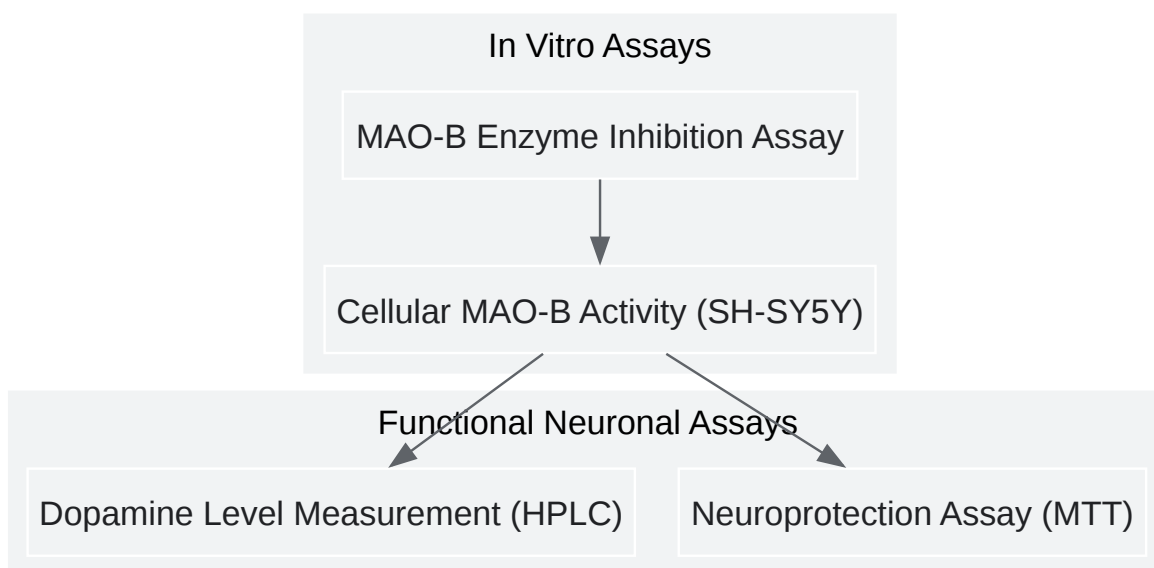 In Vitro Assays
MAO-B Enzyme Inhibition Assay
Cellular MAO-B Activity (SH-SY5Y)
Functional Neuronal Assays
Dopamine Level Measurement (HPLC)
Neuroprotection Assay (MTT)